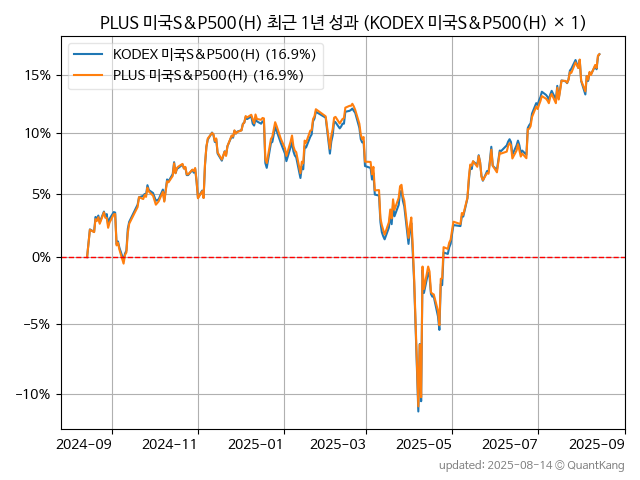 PLUS 미국S&P500(H) 최근 1년 성과 (KODEX 미국S&P500(H) × 1)
KODEX 미국S&P500(H) (16.9%)
PLUS 미국S&P500(H) (16.9%)
15%
10%
5%
0%
−5%
−10%
2024-09 2024-11 2025-01 2025-03 2025-05 2025-07 2025-09
updated: 2025-08-14 © QuantKang